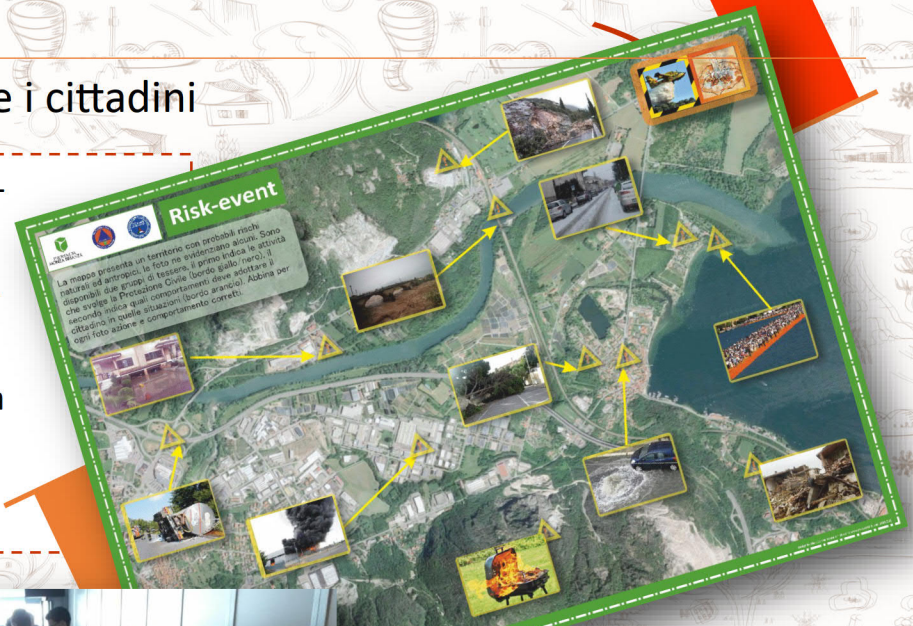 e i cittadini
Risk-event
La mappa presenta un territorio con probabili rischi
naturali ed antropici, le foto ne evidenziano alcuni. Sono
disponibili due gruppi di tessere, il primo indica le attività
che svolge la Protezione Civile (bordo giallo/nero), il
secondo indica quali comportamenti deve adottare il
cittadino in quelle situazioni (bordo arancio). Abbina per
ogni foto azione e comportamento corretti.